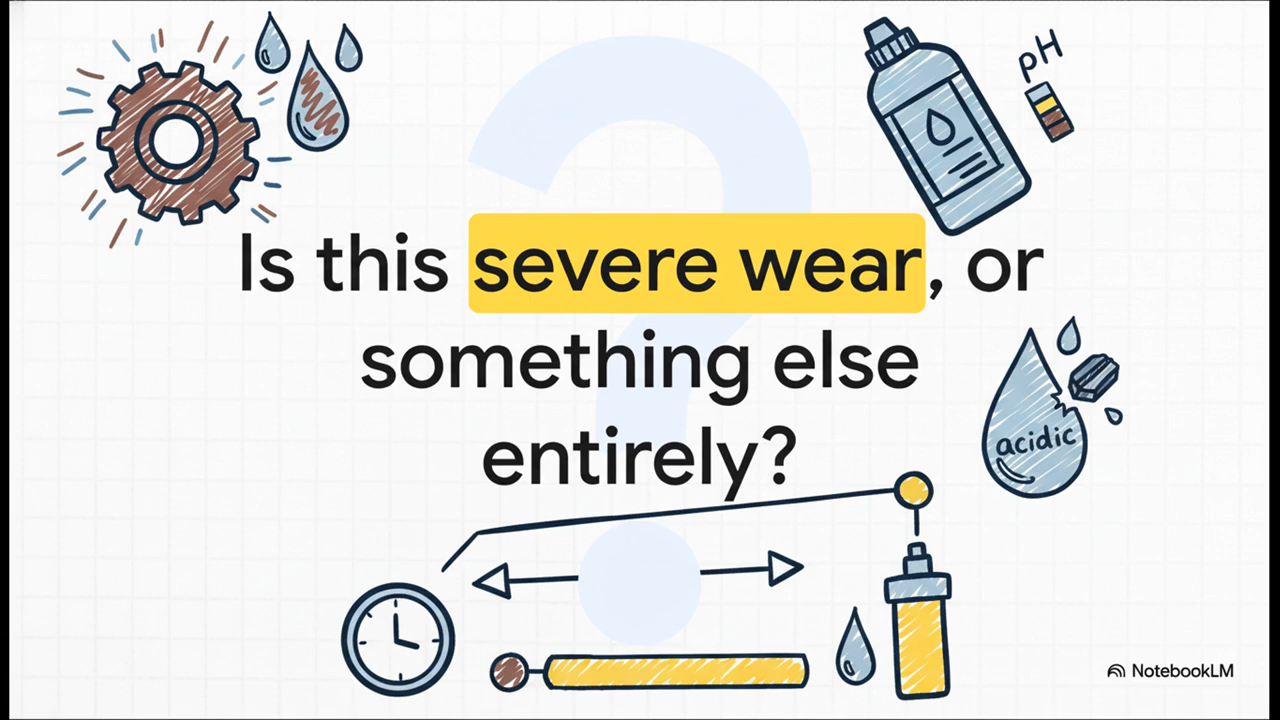 pH
Is this severe wear, or
something else
entirely?
acidic
NotebookLM